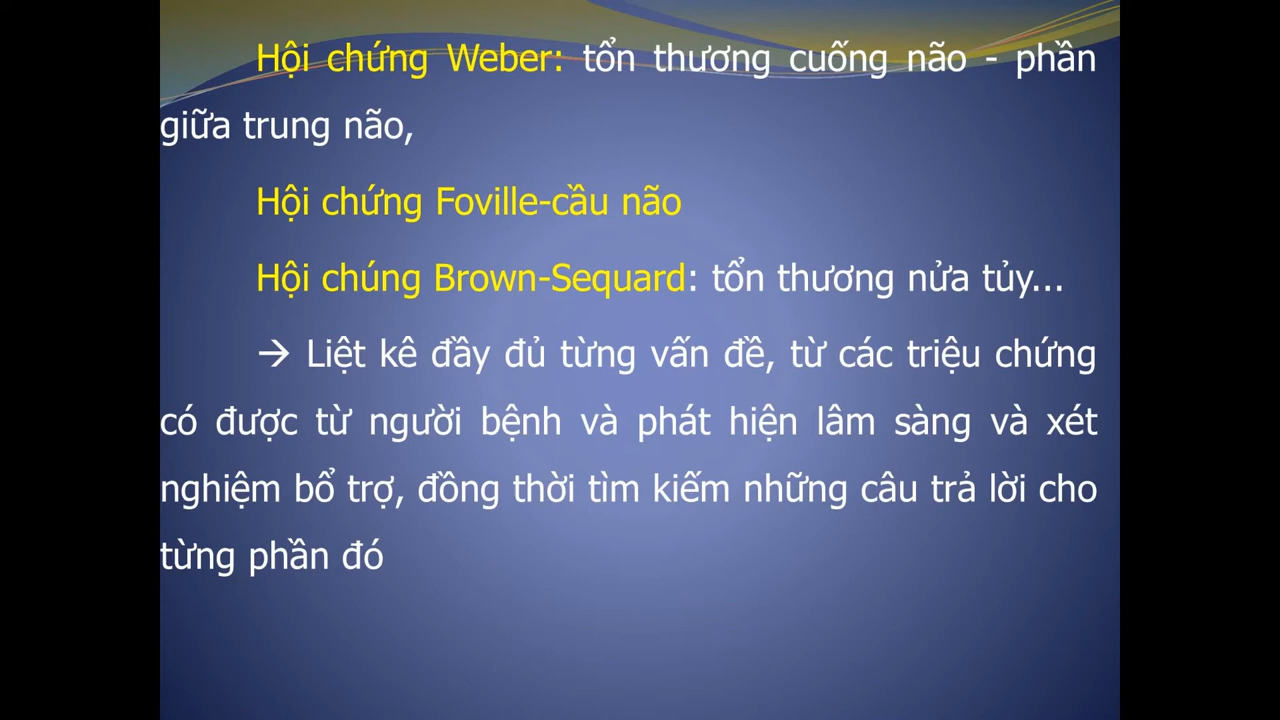 Hội chứng Weber: tổn thương cuống não - phần
giữa trung não,
Hội chứng Foville-cầu não
Hội chúng Brown-Sequard: tổn thương nửa tủy...
→ Liệt kê đầy đủ từng vấn đề, từ các triệu chứng
có được từ người bệnh và phát hiện lâm sàng và xét
nghiệm bổ trợ, đồng thời tìm kiếm những câu trả lời cho
từng phần đó